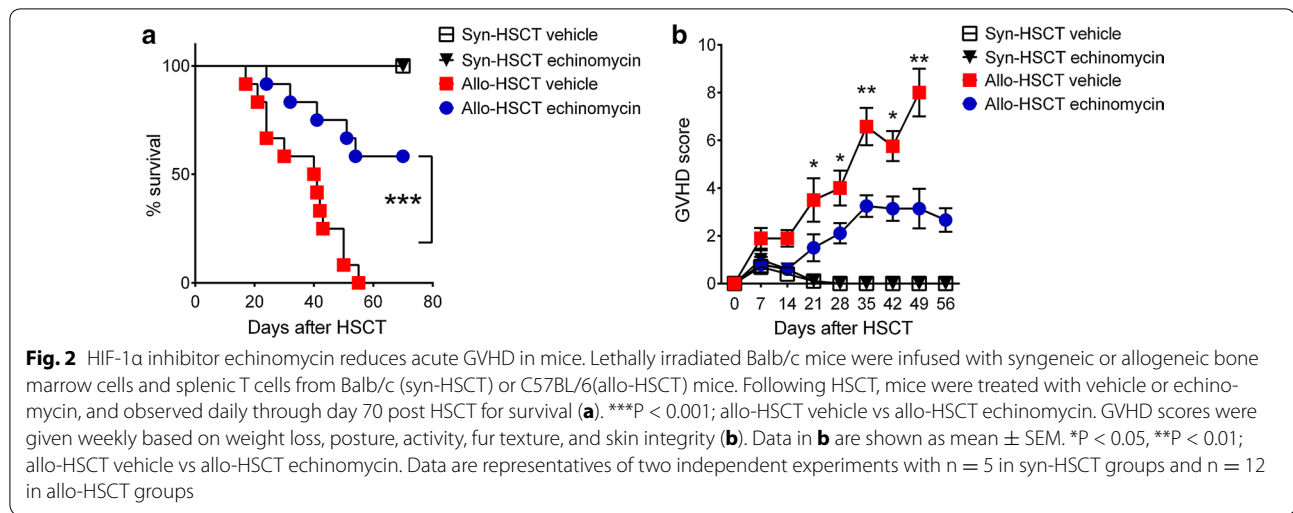 a
Syn-HSCT vehicle
Syn-HSCT echinomycin
Allo-HSCT vehicle
Allo-HSCT echinomycin
% survival
100
50
0
***
0 20 40 60 80
Days after HSCT
b
Syn-HSCT vehicle
Syn-HSCT echinomycin
Allo-HSCT vehicle
Allo-HSCT echinomycin
GVHD score
10
8
6
4
2
0
* * ** * **
0 7 14 21 28 35 42 49 56
Days after HSCT
Fig. 2 HIF-1α inhibitor echinomycin reduces acute GVHD in mice. Lethally irradiated Balb/c mice were infused with syngeneic or allogeneic bone
marrow cells and splenic T cells from Balb/c (syn-HSCT) or C57BL/6(allo-HSCT) mice. Following HSCT, mice were treated with vehicle or echino-
mycin, and observed daily through day 70 post HSCT for survival (a). ***P < 0.001; allo-HSCT vehicle vs allo-HSCT echinomycin. GVHD scores were
given weekly based on weight loss, posture, activity, fur texture, and skin integrity (b). Data in b are shown as mean ± SEM. *P < 0.05, **P < 0.01;
allo-HSCT vehicle vs allo-HSCT echinomycin. Data are representatives of two independent experiments with n = 5 in syn-HSCT groups and n = 12
in allo-HSCT groups